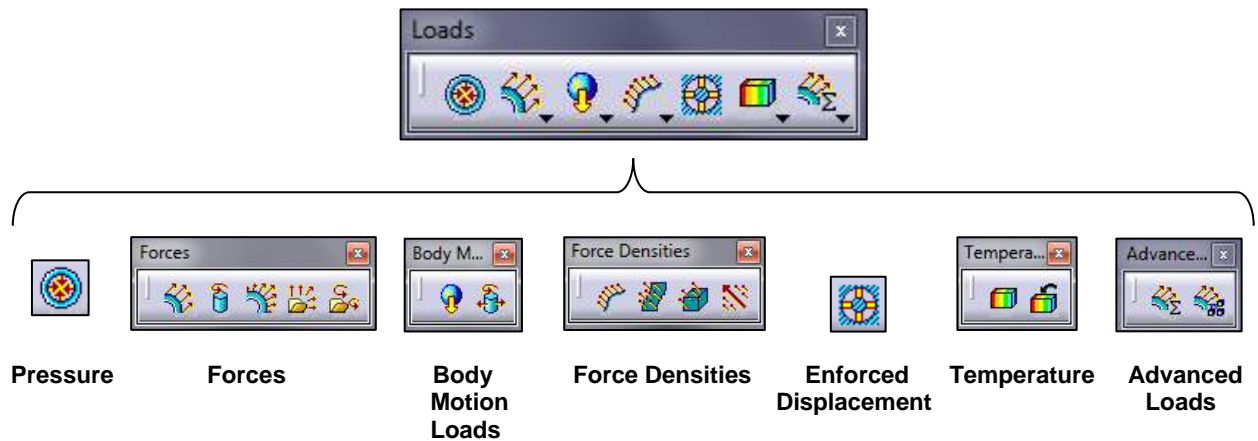 Loads
Forces
Body M...
Force Densities
Tempera...
Advance...
Pressure
Forces
Body
Motion
Loads
Force Densities
Enforced
Displacement
Temperature
Advanced
Loads